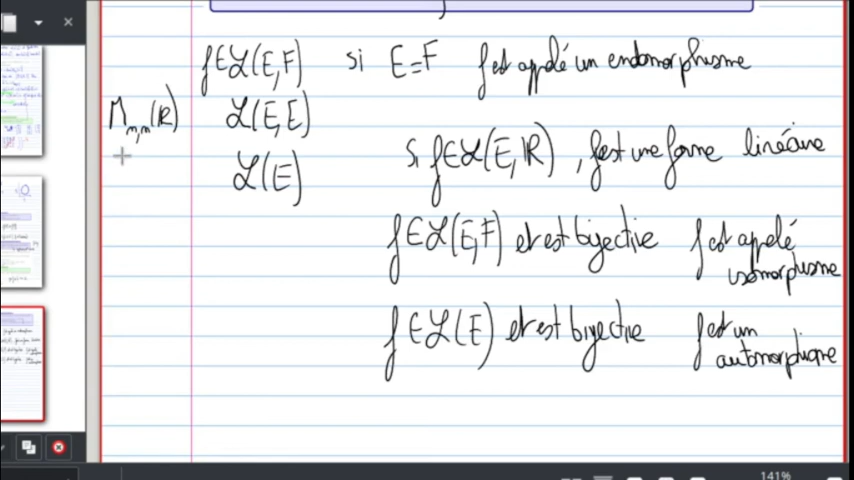 f ∈ ℒ(E,F) si E=F f est appelé un endomorphisme
M_{n,n}(ℝ) ℒ(E,E)
ℒ(E) si f ∈ ℒ(E,ℝ), f est une forme linéaire
f ∈ ℒ(E,F) et est bijective f est appelé
isomorphisme
f ∈ ℒ(E) et est bijective f est un
automorphisme
141%